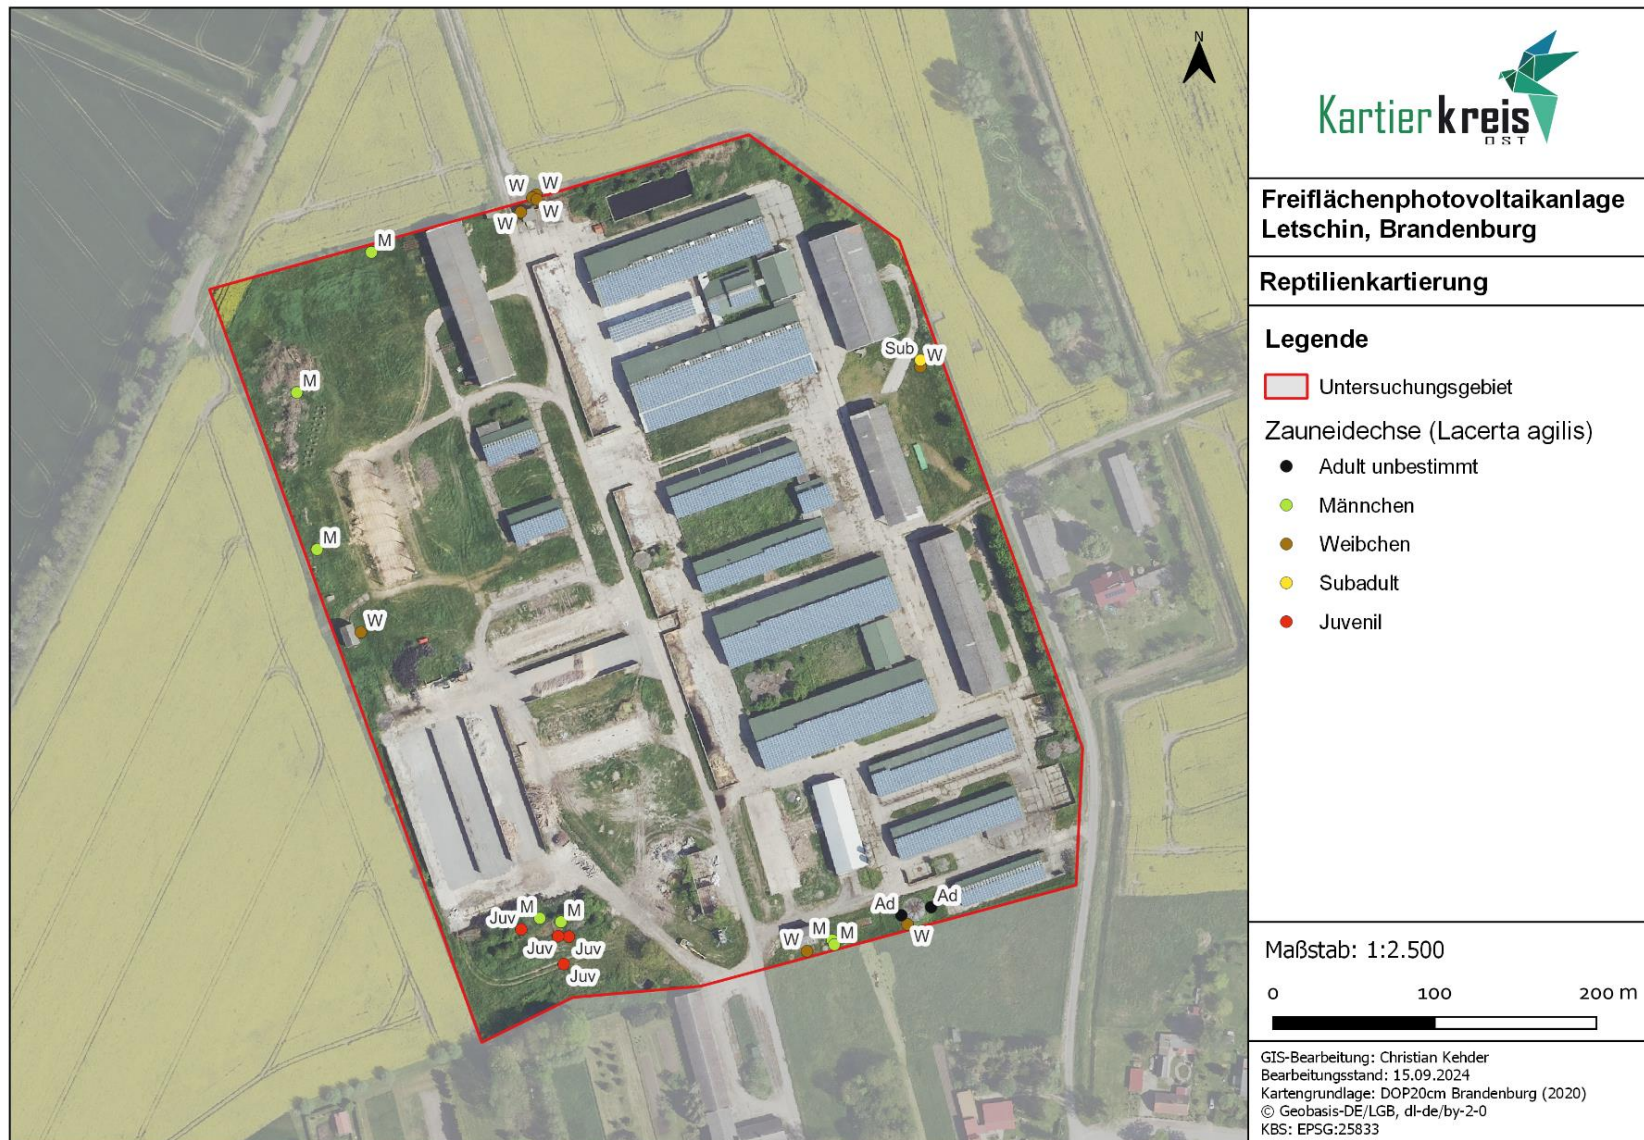 N
W
W
W
W
M
M
Sub
W
M
W
M
M
Juv
Juv
Juv
Juv
Ad
Ad
M
M
W
W
Kartierkreis
OST
Freiflächenphotovoltaikanlage
Letschin, Brandenburg
Reptilienkartierung
Legende
Untersuchungsgebiet
Zauneidechse (Lacerta agilis)
Adult unbestimmt
Männchen
Weibchen
Subadult
Juvenil
Maßstab: 1:2.500
0 100 200 m
GIS-Bearbeitung: Christian Kehder
Bearbeitungsstand: 15.09.2024
Kartengrundlage: DOP20cm Brandenburg (2020)
© Geobasis-DE/LGB, dl-de/by-2-0
KBS: EPSG:25833